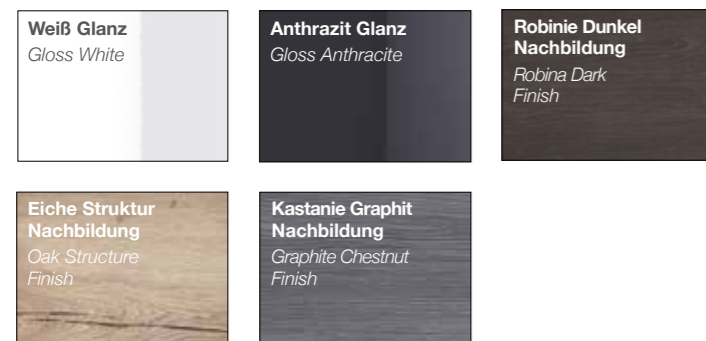 Weiß Glanz
Gloss White
Anthrazit Glanz
Gloss Anthracite
Robinie Dunkel
Nachbildung
Robina Dark
Finish
Eiche Struktur
Nachbildung
Oak Structure
Finish
Kastanie Graphit
Nachbildung
Graphite Chestnut
Finish